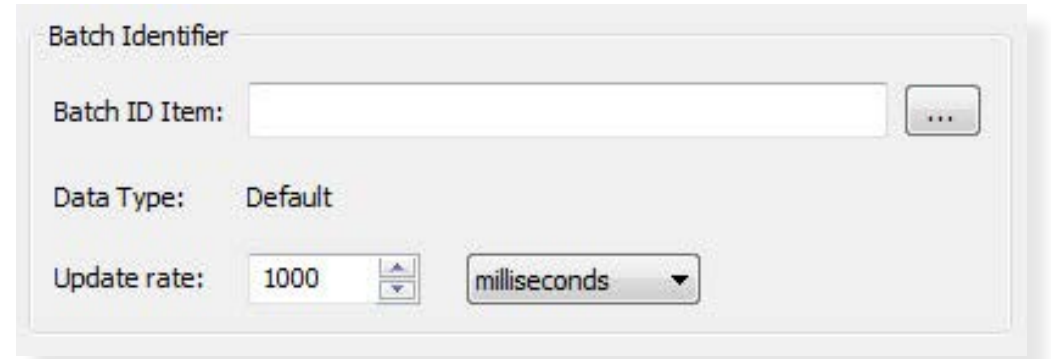 Batch Identifier
Batch ID Item: ...
Data Type: Default
Update rate: 1000 milliseconds